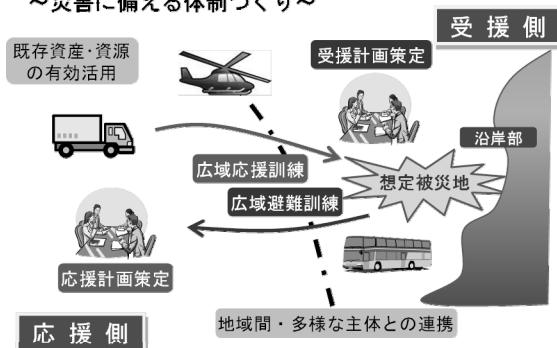 ～災害に備える体制づくり～
受援側
既存資産・資源
の有効活用
受援計画策定
沿岸部
広域応援訓練
想定被災地
広域避難訓練
応援計画策定
地域間・多様な主体との連携
応援側